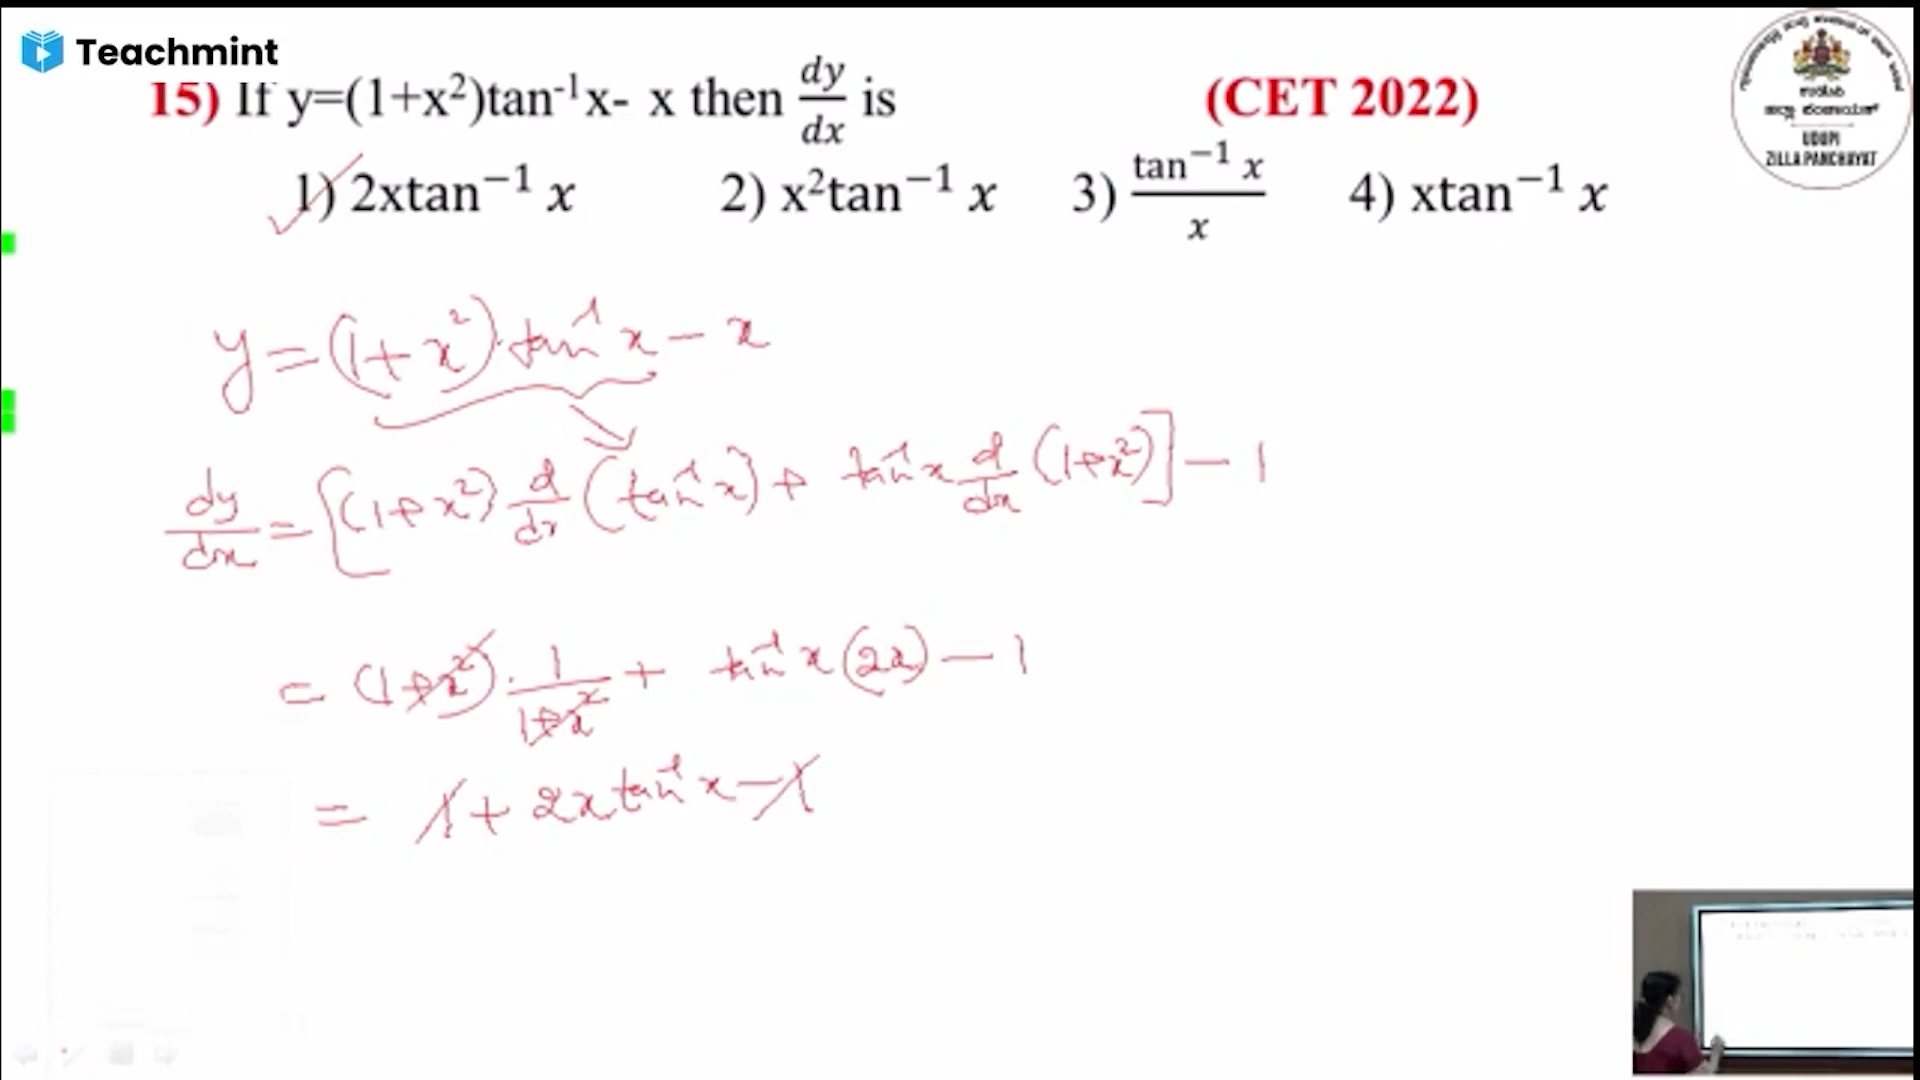 Teachmint
15) If y=(1+x²)tan⁻¹x- x then dy/dx is (CET 2022)
1) 2xtan⁻¹ x 2) x²tan⁻¹ x 3) tan⁻¹ x / x 4) xtan⁻¹ x
UDUPI
ZILLA PANCHAYAT
y = (1+x²).tan⁻¹x - x
dy/dx = [(1+x²) d/dx (tan⁻¹x) + tan⁻¹x d/dx (1+x²)] - 1
= (1+x²) . 1/(1+x²) + tan⁻¹x (2x) - 1
= 1 + 2x tan⁻¹x - 1